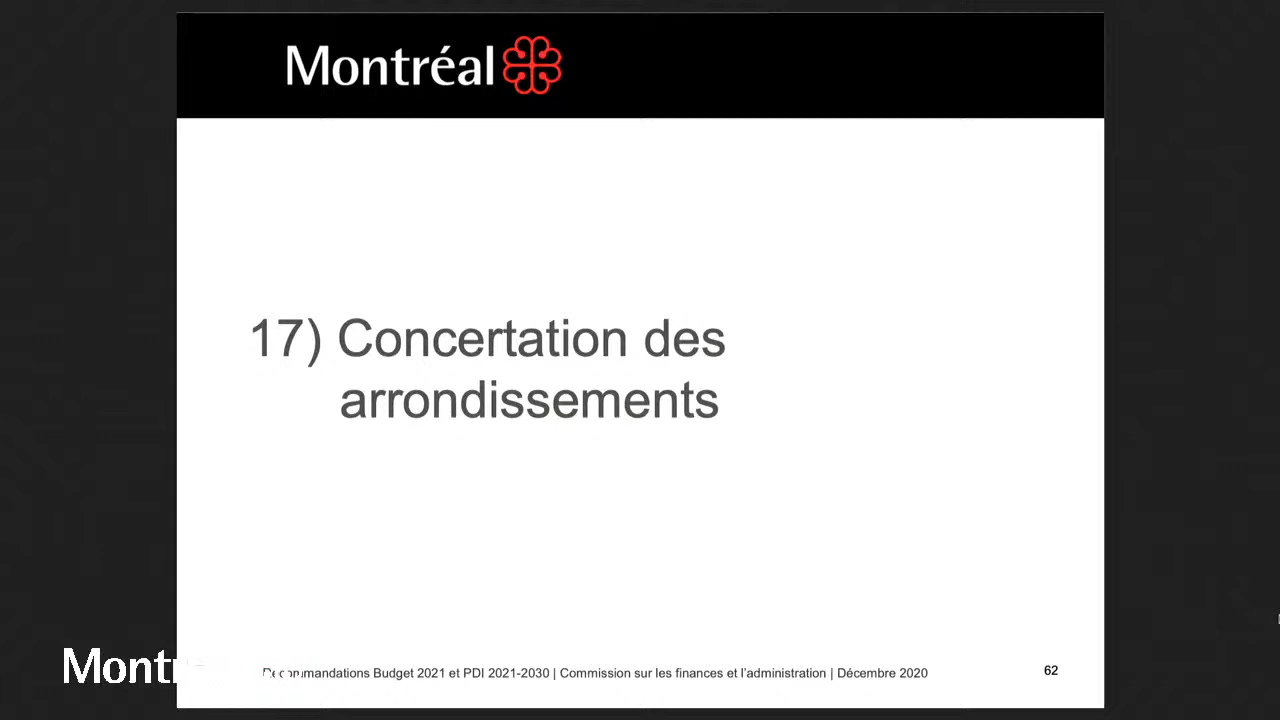 Montréal
17) Concertation des
arrondissements
Recommandations Budget 2021 et PDI 2021-2030 | Commission sur les finances et l'administration | Décembre 2020
62
Montré